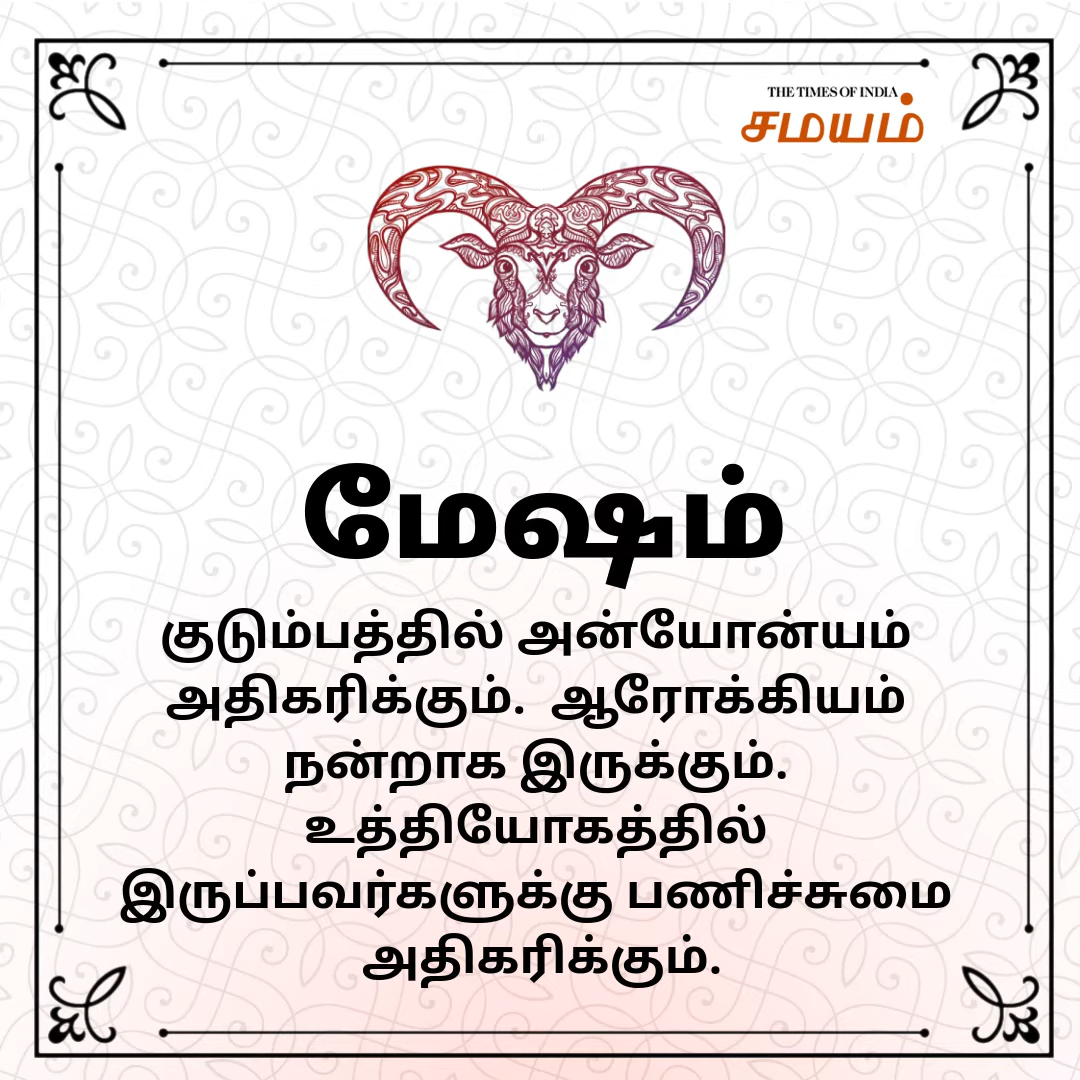 THE TIMES OF INDIA
சமயம்
மேஷம்
குடும்பத்தில் அன்யோன்யம்
அதிகரிக்கும். ஆரோக்கியம்
நன்றாக இருக்கும்.
உத்தியோகத்தில்
இருப்பவர்களுக்கு பணிச்சுமை
அதிகரிக்கும்.